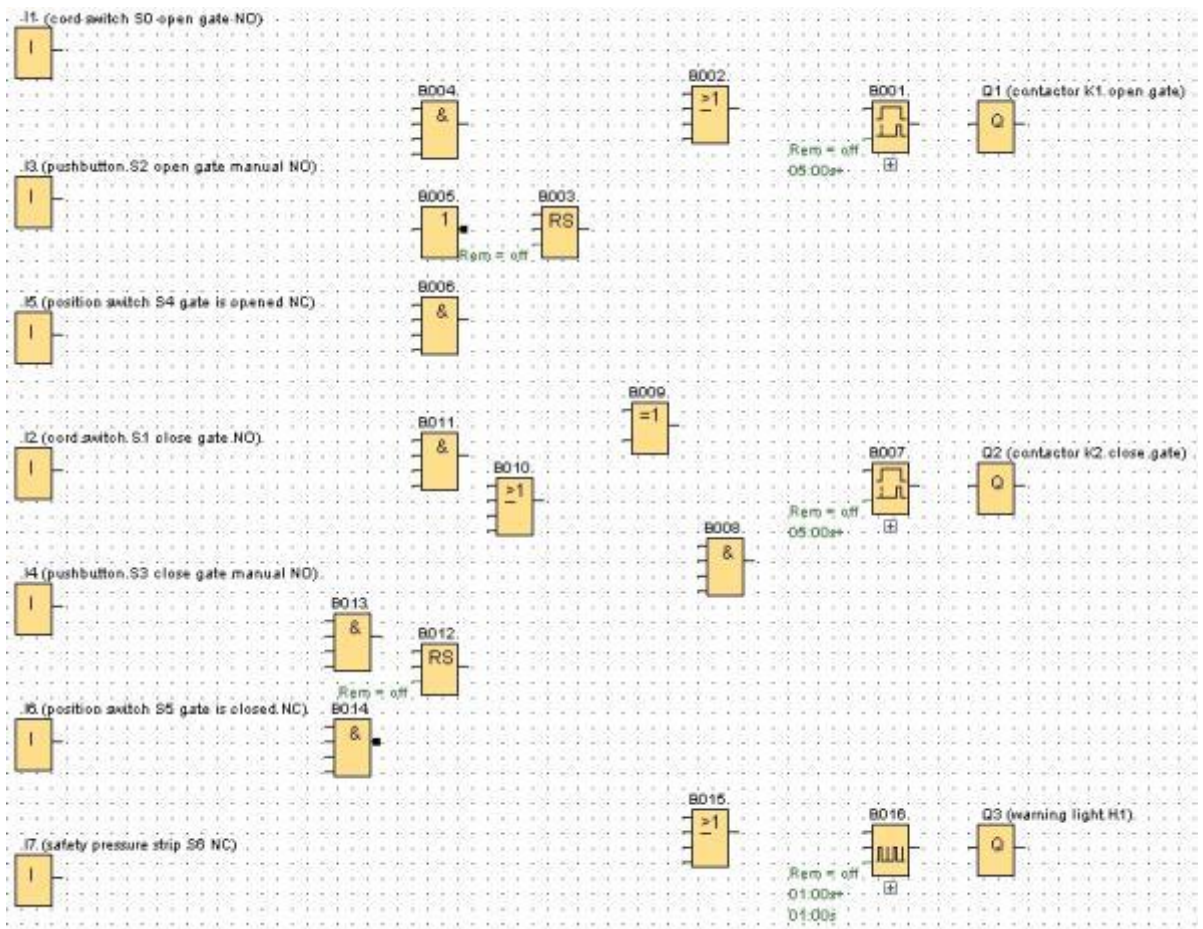 I1 (cord switch S0 open gate NO)
I
B004
&
B002
≥1
B001
Rem = off
05:00s+
Q1 (contactor K1 open gate)
Q
I3 (pushbutton S2 open gate manual NO)
I
B005
1
B003
RS
Rem = off
I5 (position switch S4 gate is opened NC)
I
B006
&
B009
=1
I2 (cord switch S1 close gate NO)
I
B011
&
B010
≥1
B007
Rem = off
05:00s+
Q2 (contactor K2 close gate)
Q
B008
&
I4 (pushbutton S3 close gate manual NO)
I
B013
&
B012
RS
Rem = off
I6 (position switch S5 gate is closed NC)
I
B014
&
B015
≥1
B016
Rem = off
01:00s+
01:00s
Q3 (warning light H1)
Q
I7 (safety pressure strip S6 NC)
I